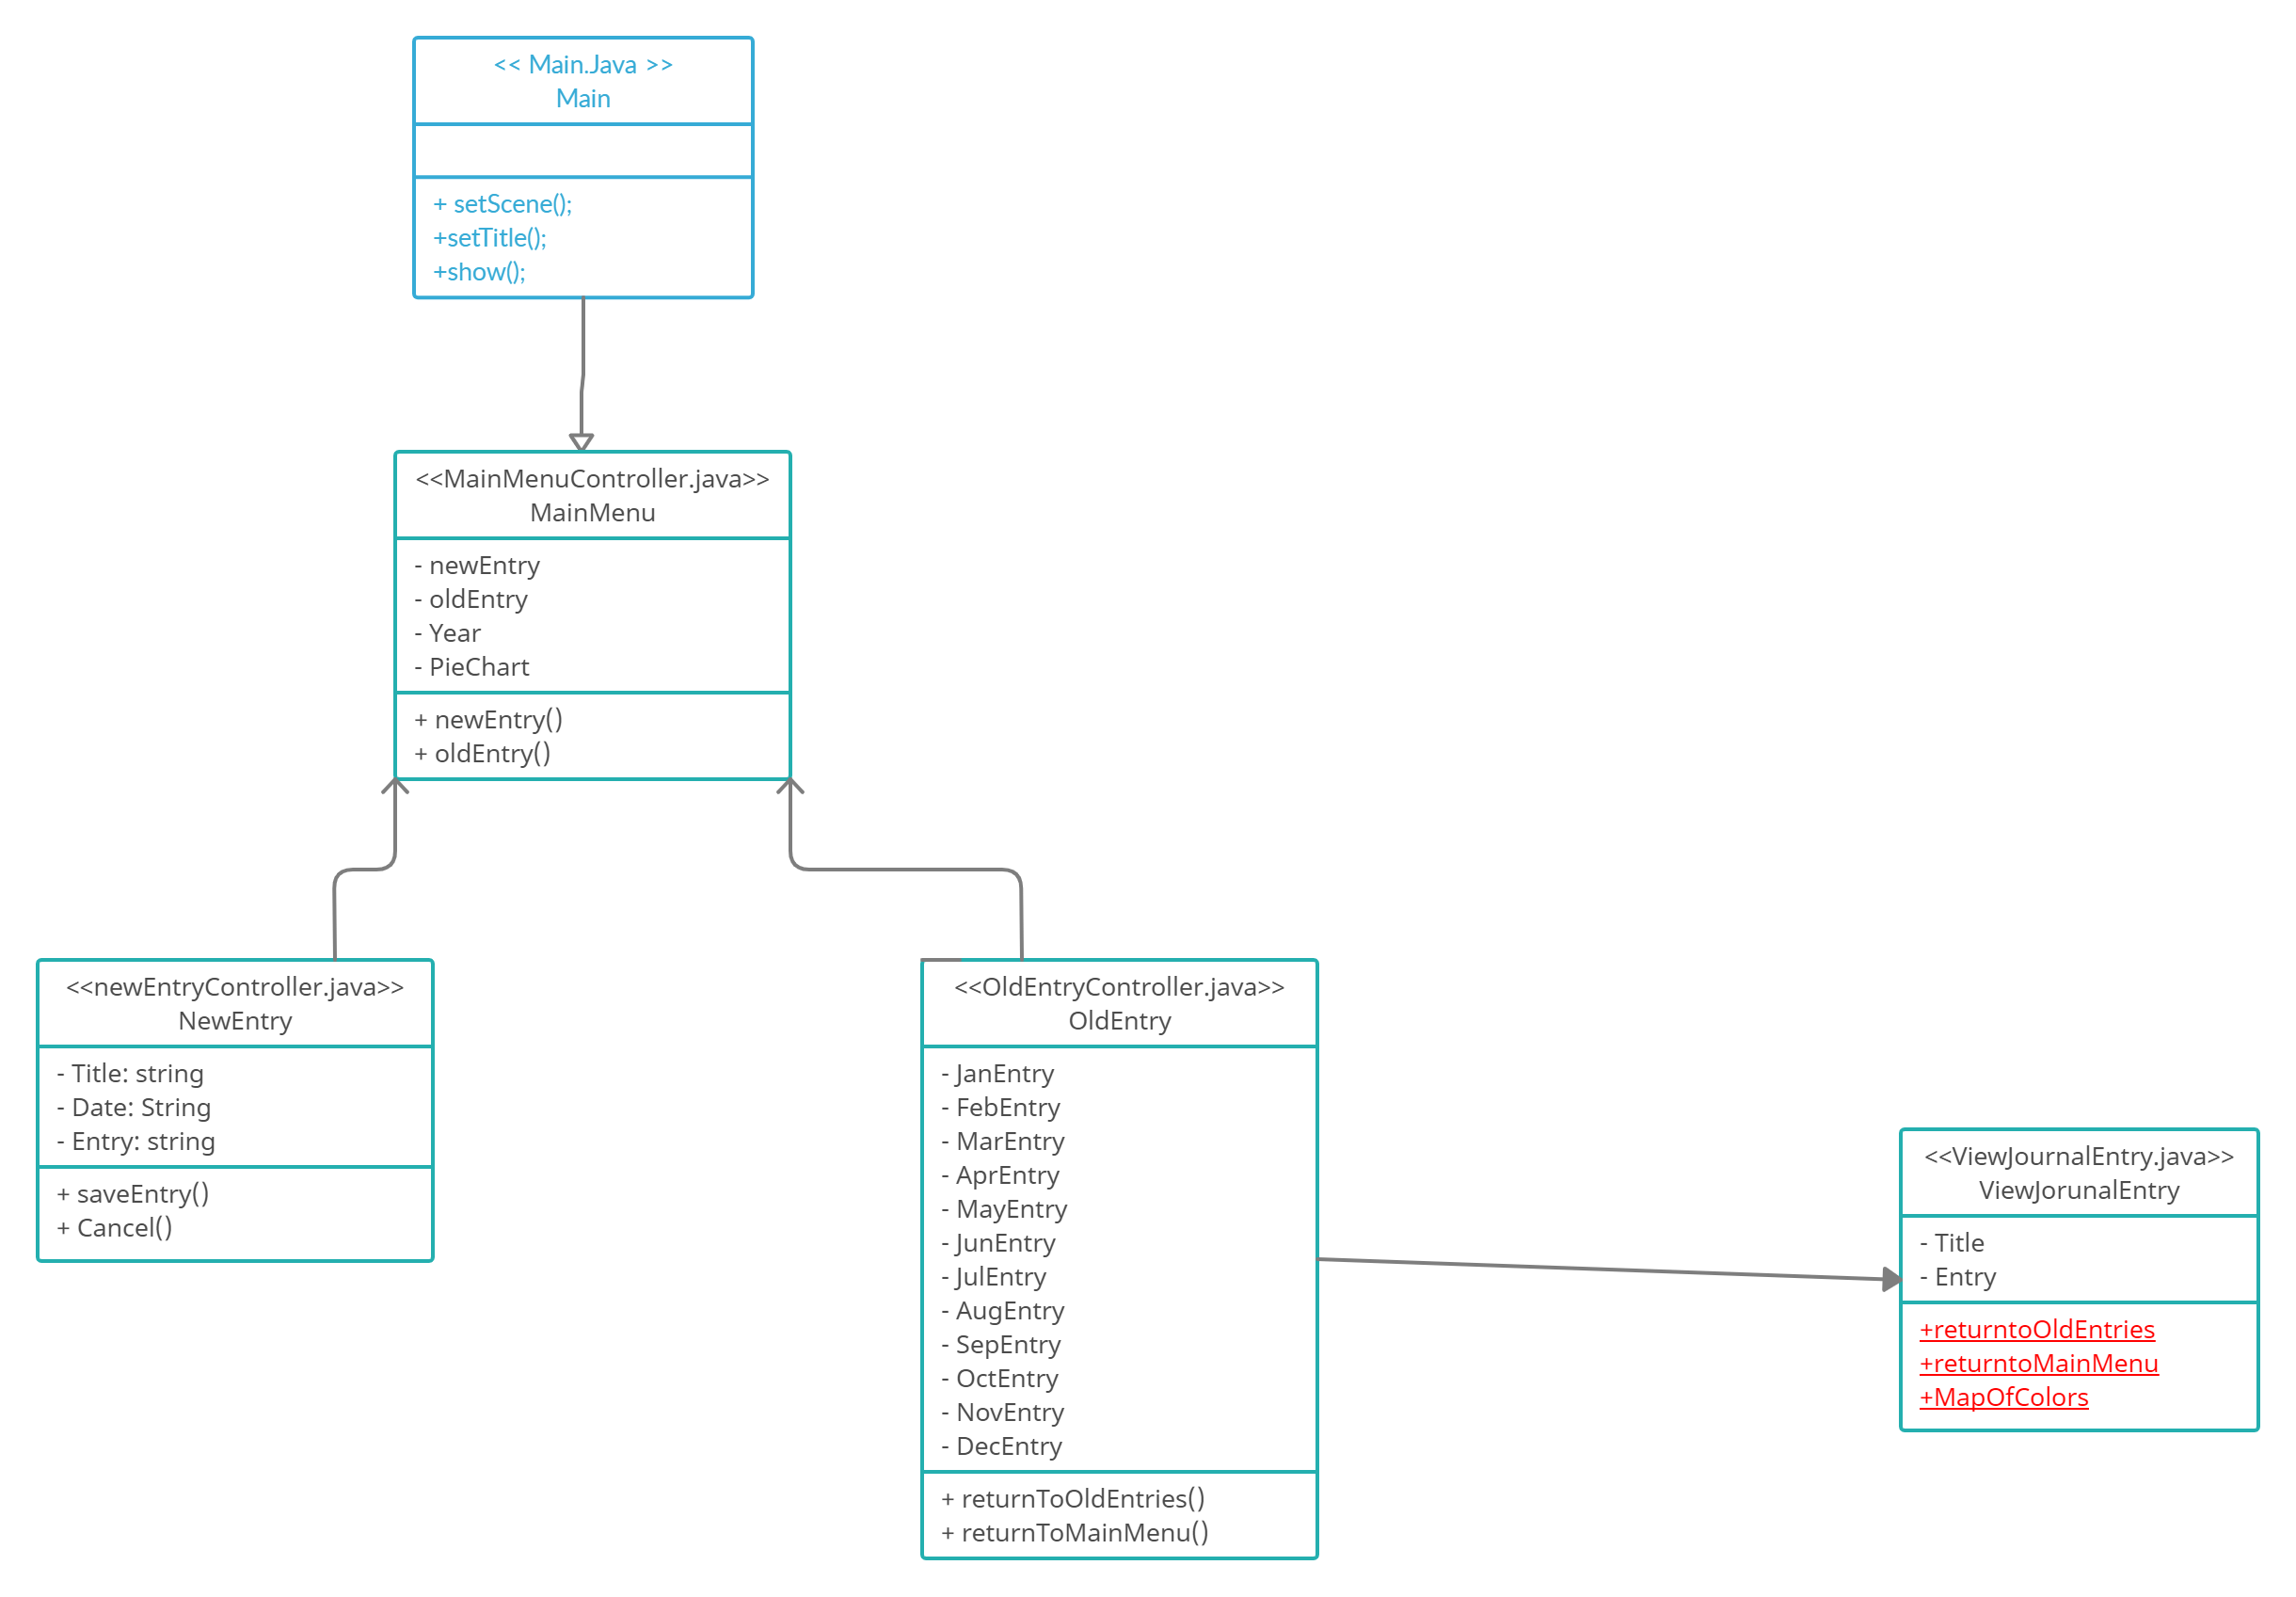 << Main.Java >>
Main
+ setScene();
+setTitle();
+show();
<<MainMenuController.java>>
MainMenu
- newEntry
- oldEntry
- Year
- PieChart
+ newEntry()
+ oldEntry()
<<newEntryController.java>>
NewEntry
- Title: string
- Date: String
- Entry: string
+ saveEntry()
+ Cancel()
<<OldEntryController.java>>
OldEntry
- JanEntry
- FebEntry
- MarEntry
- AprEntry
- MayEntry
- JunEntry
- JulEntry
- AugEntry
- SepEntry
- OctEntry
- NovEntry
- DecEntry
+ returnToOldEntries()
+ returnToMainMenu()
<<ViewJournalEntry.java>>
ViewJorunalEntry
- Title
- Entry
+returntoOldEntries
+returntoMainMenu
+MapOfColors